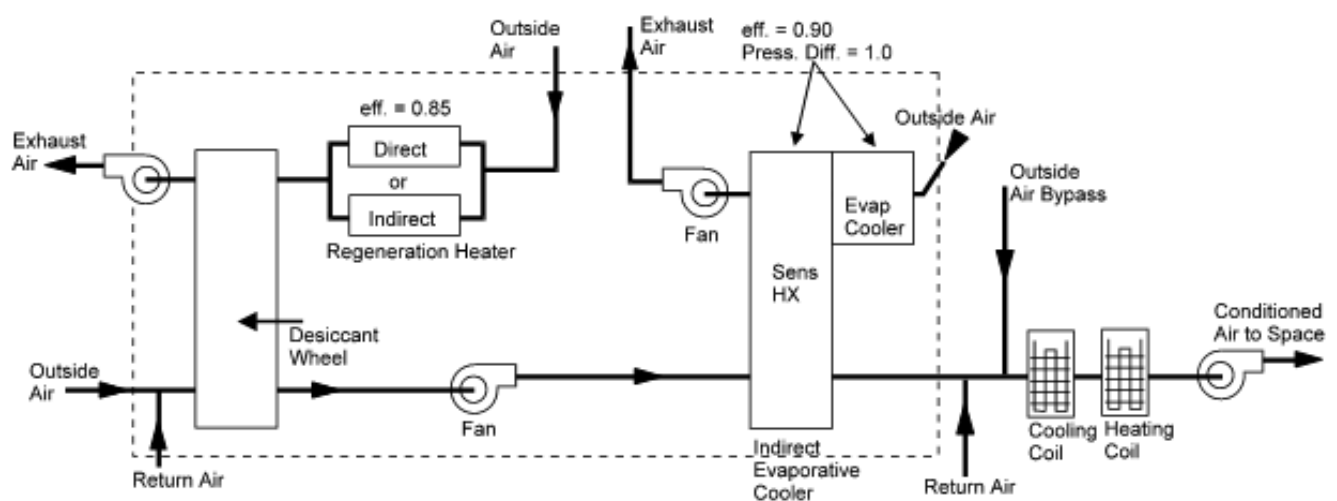 Outside
Air
Exhaust
Air
eff. = 0.90
Press. Diff. = 1.0
eff. = 0.85
Outside Air
Exhaust
Air
Direct
or
Indirect
Regeneration Heater
Fan
Evap
Cooler
Outside
Air Bypass
Sens
HX
Desiccant
Wheel
Conditioned
Air to Space
Outside
Air
Fan
Return Air
Indirect
Evaporative
Cooler
Return Air
Cooling
Coil
Heating
Coil